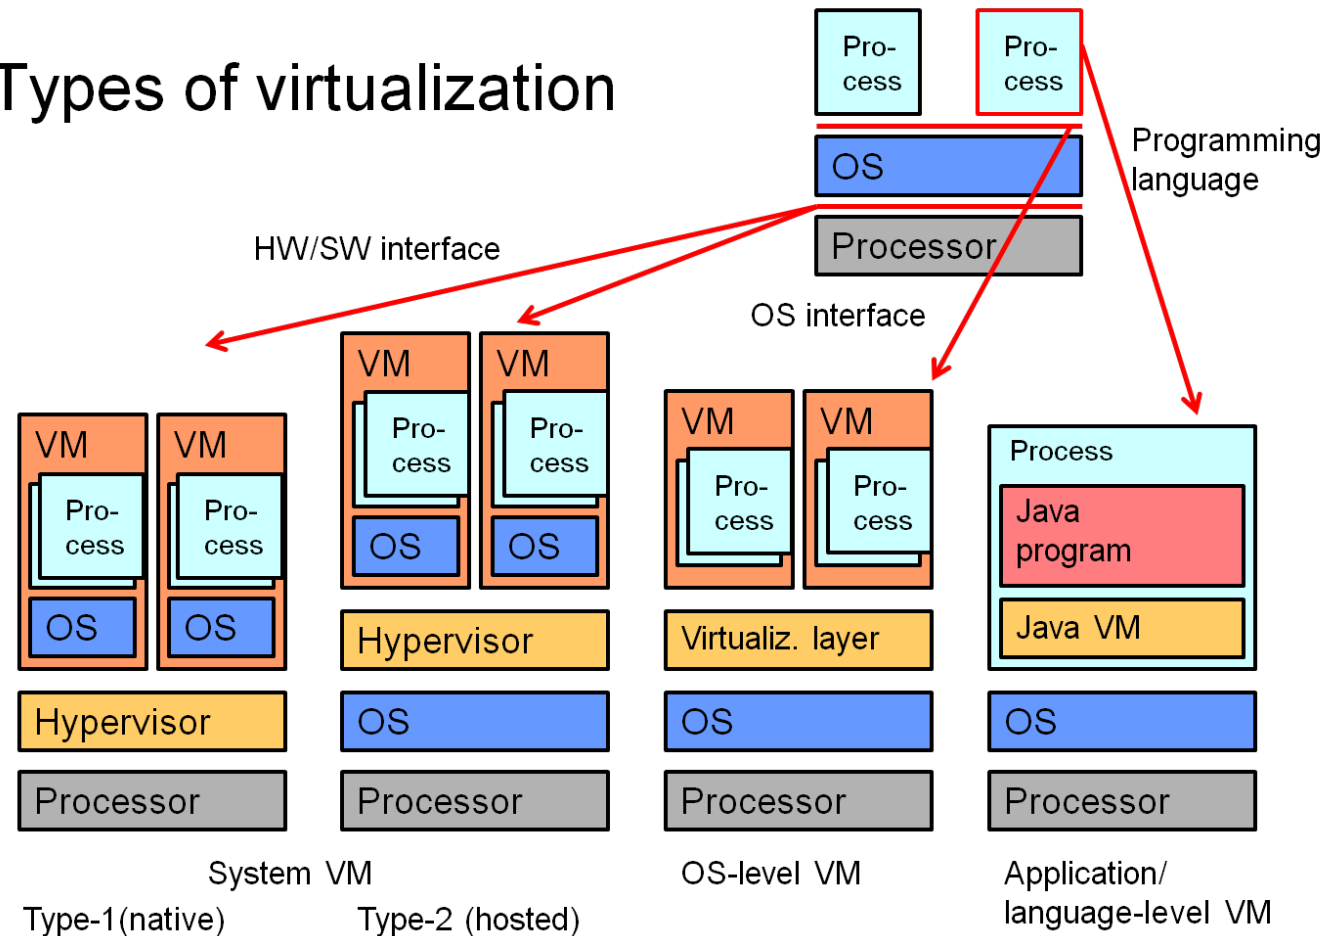 Types of virtualization
Pro-
cess
Pro-
cess
OS
Processor
Programming
language
HW/SW interface
OS interface
VM
Pro-
cess
OS
VM
Pro-
cess
OS
Hypervisor
Processor
VM
Pro-
cess
OS
VM
Pro-
cess
OS
Hypervisor
OS
Processor
VM
Pro-
cess
VM
Pro-
cess
Virtualiz. layer
OS
Processor
Process
Java
program
Java VM
OS
Processor
System VM
Type-1(native)
Type-2 (hosted)
OS-level VM
Application/
language-level VM